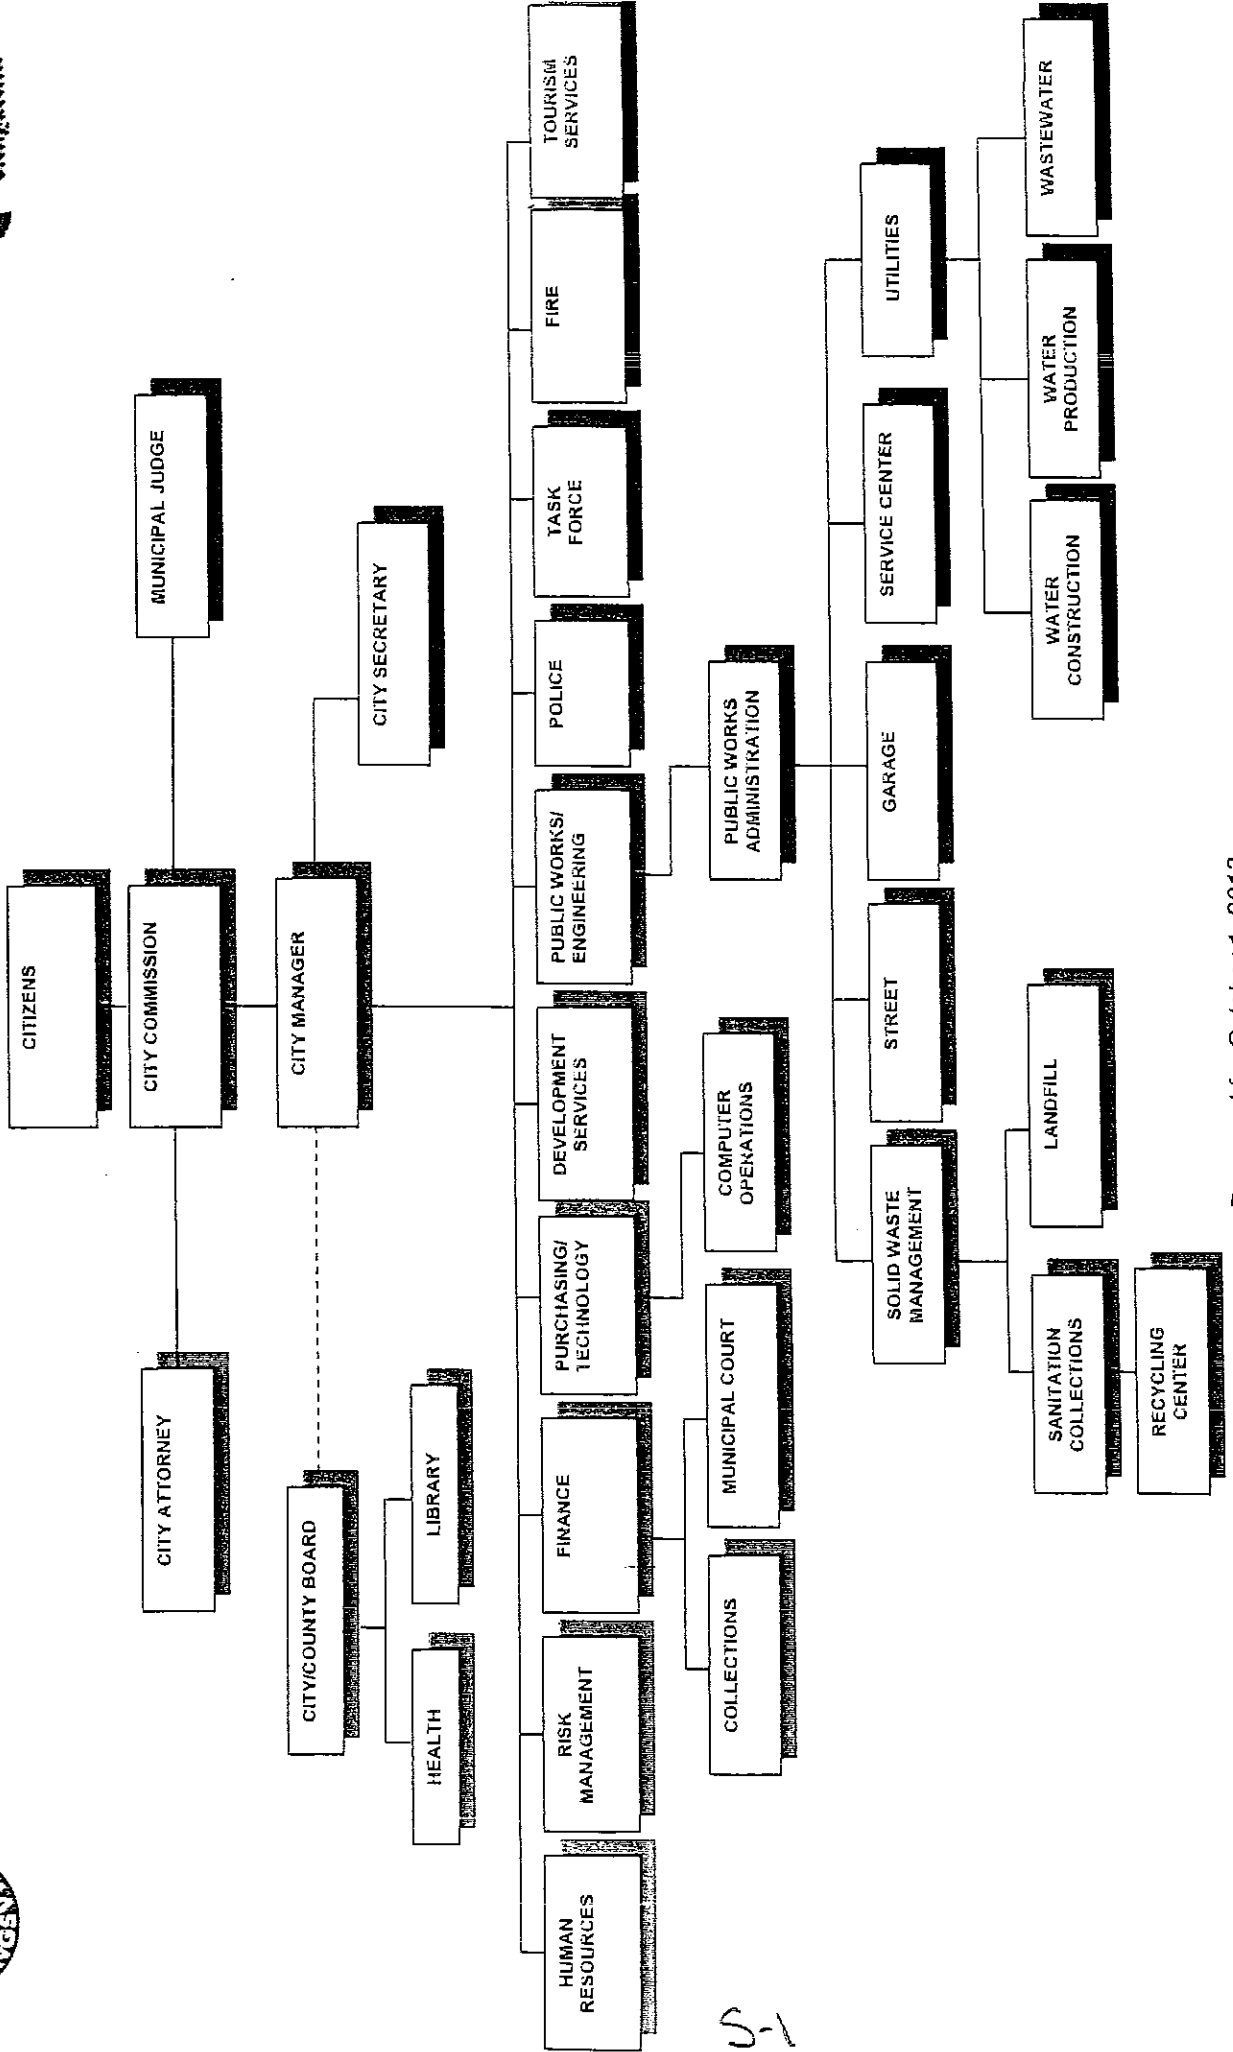 CITIZENS
CITY ATTORNEY
CITY COMMISSION
MUNICIPAL JUDGE
CITY/COUNTY BOARD
CITY MANAGER
CITY SECRETARY
HEALTH
LIBRARY
HUMAN
RESOURCES
RISK
MANAGEMENT
FINANCE
PURCHASING/
TECHNOLOGY
DEVELOPMENT
SERVICES
PUBLIC WORKS/
ENGINEERING
POLICE
TASK
FORCE
FIRE
TOURISM
SERVICES
COLLECTIONS
MUNICIPAL COURT
COMPUTER
OPERATIONS
PUBLIC WORKS
ADMINISTRATION
SOLID WASTE
MANAGEMENT
STREET
GARAGE
SERVICE CENTER
UTILITIES
SANITATION
COLLECTIONS
LANDFILL
WATER
CONSTRUCTION
WATER
PRODUCTION
WASTEWATER
RECYCLING
CENTER
S-1